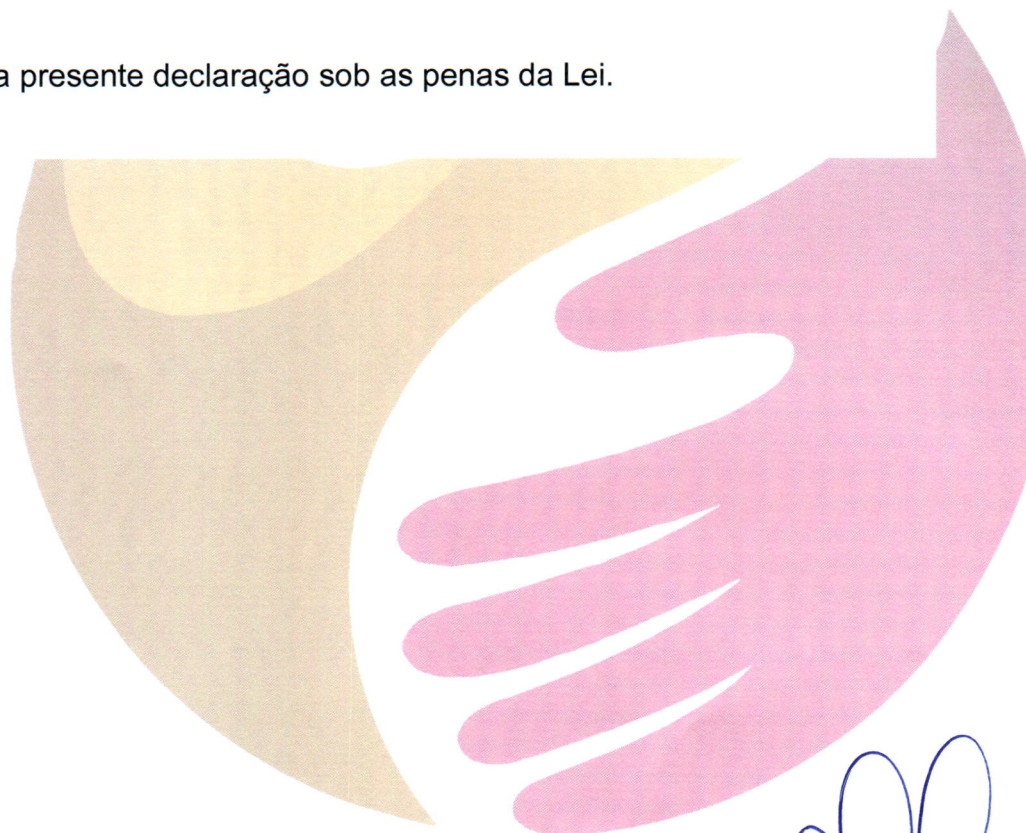 a presente declaração sob as penas da Lei.